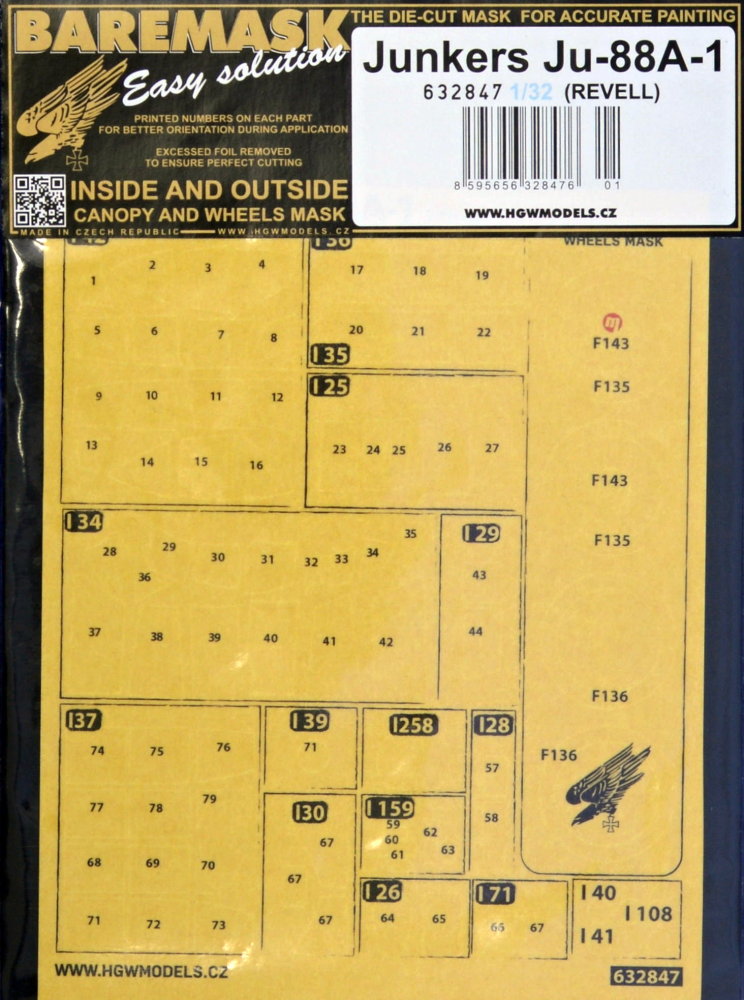 BAREMASK
Easy solution
THE DIE-CUT MASK FOR ACCURATE PAINTING
Junkers Ju-88A-1
632847 1/32 (REVELL)
PRINTED NUMBERS ON EACH PART
FOR BETTER ORIENTATION DURING APPLICATION
EXCESSED FOIL REMOVED
TO ENSURE PERFECT CUTTING
8 595656 328476 01
INSIDE AND OUTSIDE
CANOPY AND WHEELS MASK
WWW.HGWMODELS.CZ
MADE IN CZECH REPUBLIC WWW.HGWMODELS.CZ
I36
WHEELS MASK
1 2 3 4
17 18 19
5 6 7 8
20 21 22
I35
F143
I25
F135
9 10 11 12
13 14 15 16
23 24 25 26 27
F143
I34
28 29 30 31 32 33 34 35
36
I29
43
F135
37 38 39 40 41 42
44
F136
I37
74 75 76
I39
71
I258
I28
57
F136
77 78 79
I30
67
I159
59
60
61
62
63
58
68 69 70
67
I26
64 65
I71
66 67
I40
I108
I41
71 72 73
67
WWW.HGWMODELS.CZ
632847